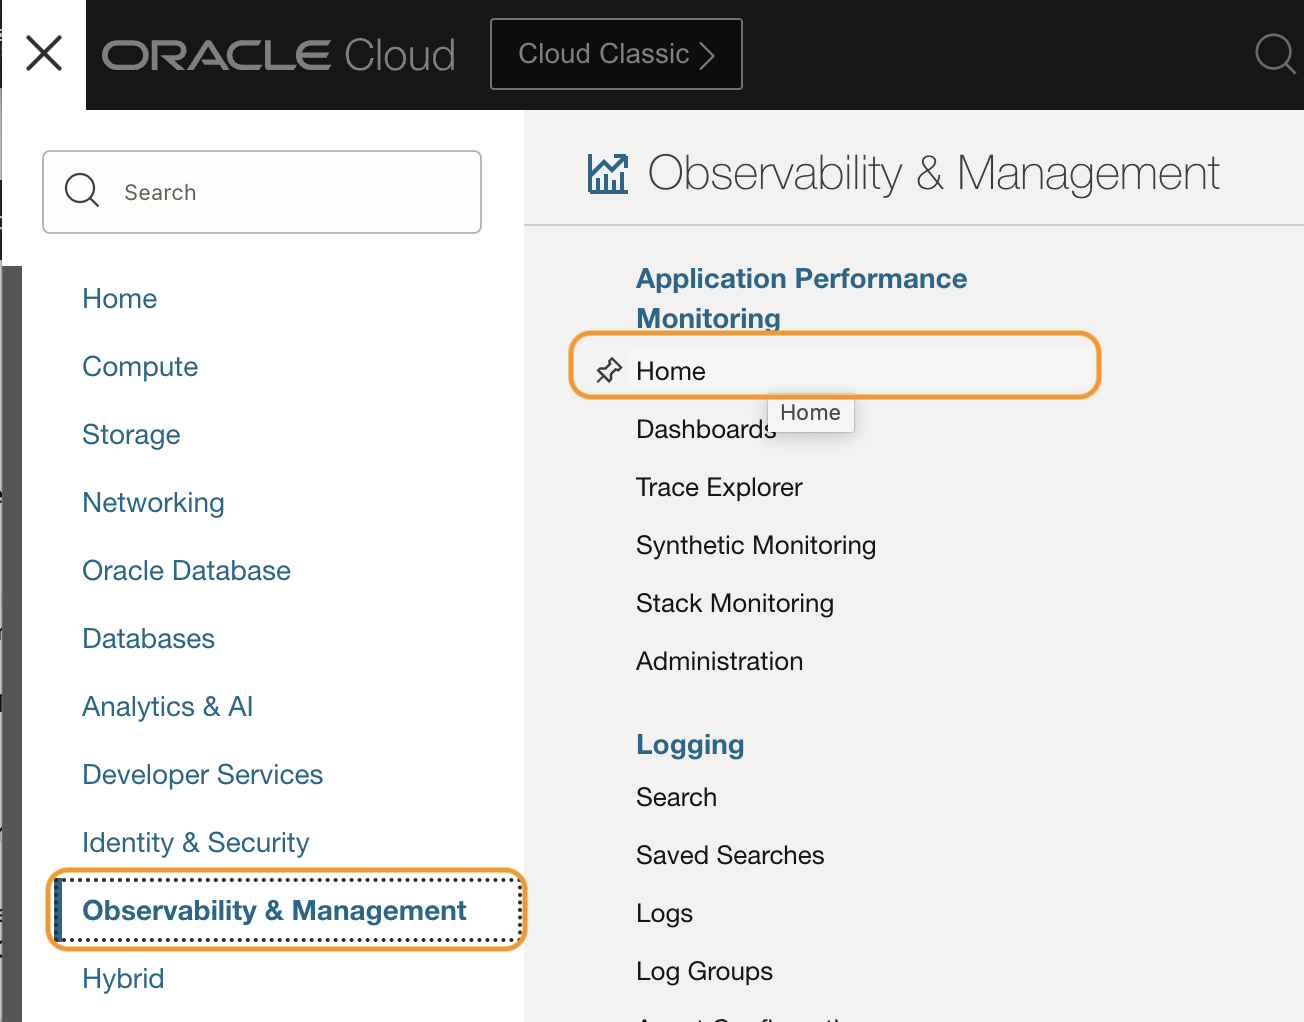 ORACLE Cloud
Cloud Classic
Search
Home
Compute
Storage
Networking
Oracle Database
Databases
Analytics & AI
Developer Services
Identity & Security
Observability & Management
Hybrid
Observability & Management
Application Performance
Monitoring
Home
Home
Dashboards
Trace Explorer
Synthetic Monitoring
Stack Monitoring
Administration
Logging
Search
Saved Searches
Logs
Log Groups